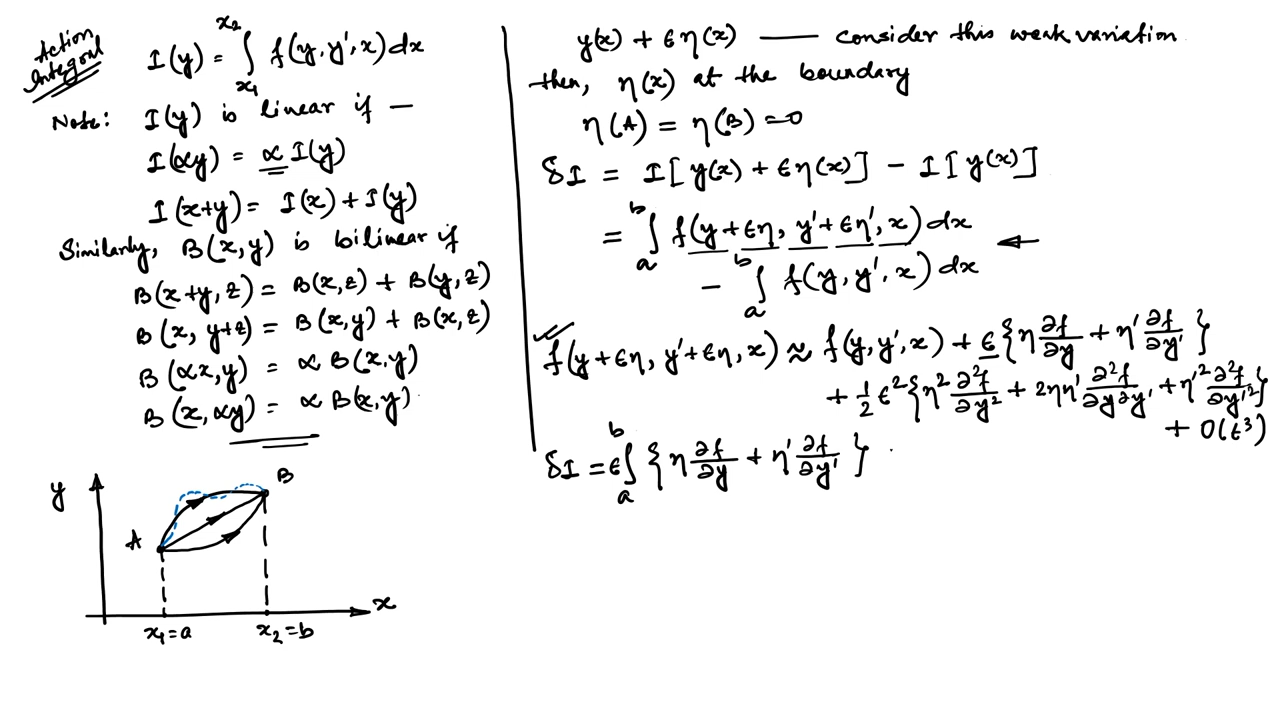 Action Integral
I(y) = ∫_{x₁}^{x₂} f(y, y', x) dx
Note: I(y) is linear if —
I(αy) = α I(y)
I(x+y) = I(x) + I(y)
Similarly, B(x,y) is bilinear if
B(x+y, z) = B(x,z) + B(y,z)
B(x, y+z) = B(x,y) + B(x,z)
B(αx,y) = α B(x,y)
B(x,αy) = α B(x,y)
y
B
A
x
x₁=a
x₂=b
y(x) + εη(x) — consider this weak variation
then, η(x) at the boundary
η(A) = η(B) = 0
δI = I[y(x) + εη(x)] − I[y(x)]
= ∫_a^b f(y+εη, y'+εη', x) dx ←
− ∫_a^b f(y, y', x) dx
f(y+εη, y'+εη, x) ≈ f(y,y',x) + ε{η ∂f/∂y + η' ∂f/∂y'}
+ 1/2 ε²{η² ∂²f/∂y² + 2ηη' ∂²f/∂y∂y' + η'² ∂²f/∂y'²}
+ O(ε³)
δI = ε∫_a^b {η ∂f/∂y + η' ∂f/∂y'}